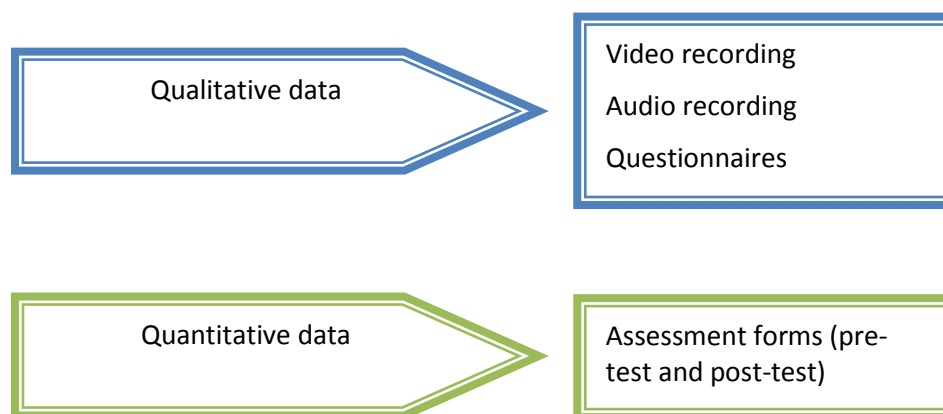 Qualitative data
Video recording
Audio recording
Questionnaires
Quantitative data
Assessment forms (pre-
test and post-test)